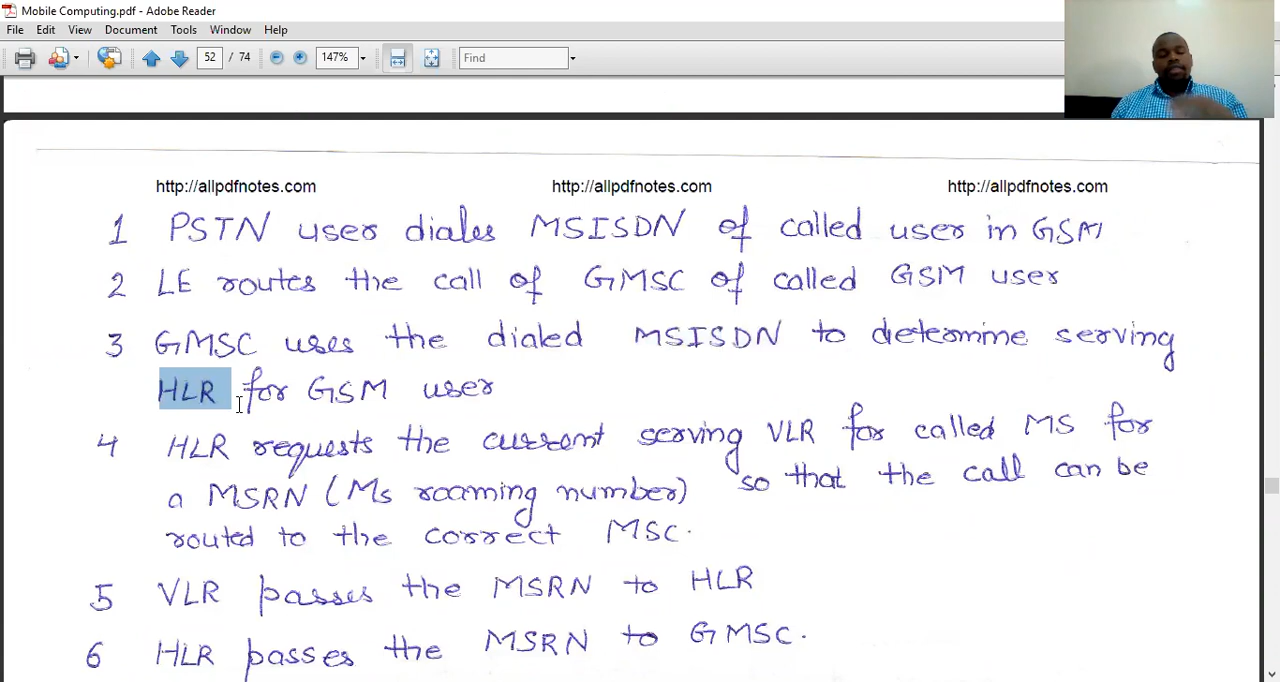 Mobile Computing.pdf - Adobe Reader
File Edit View Document Tools Window Help
52 / 74 147% Find
http://allpdfnotes.com http://allpdfnotes.com http://allpdfnotes.com
1 PSTN user diales MSISDN of called user in GSM
2 LE routes the call of GMSC of called GSM user
3 GMSC uses the dialed MSISDN to determine serving
HLR for GSM user
4 HLR requests the current serving VLR for called MS for
a MSRN (Ms roaming number) so that the call can be
routed to the correct MSC.
5 VLR passes the MSRN to HLR
6 HLR passes the MSRN to GMSC.